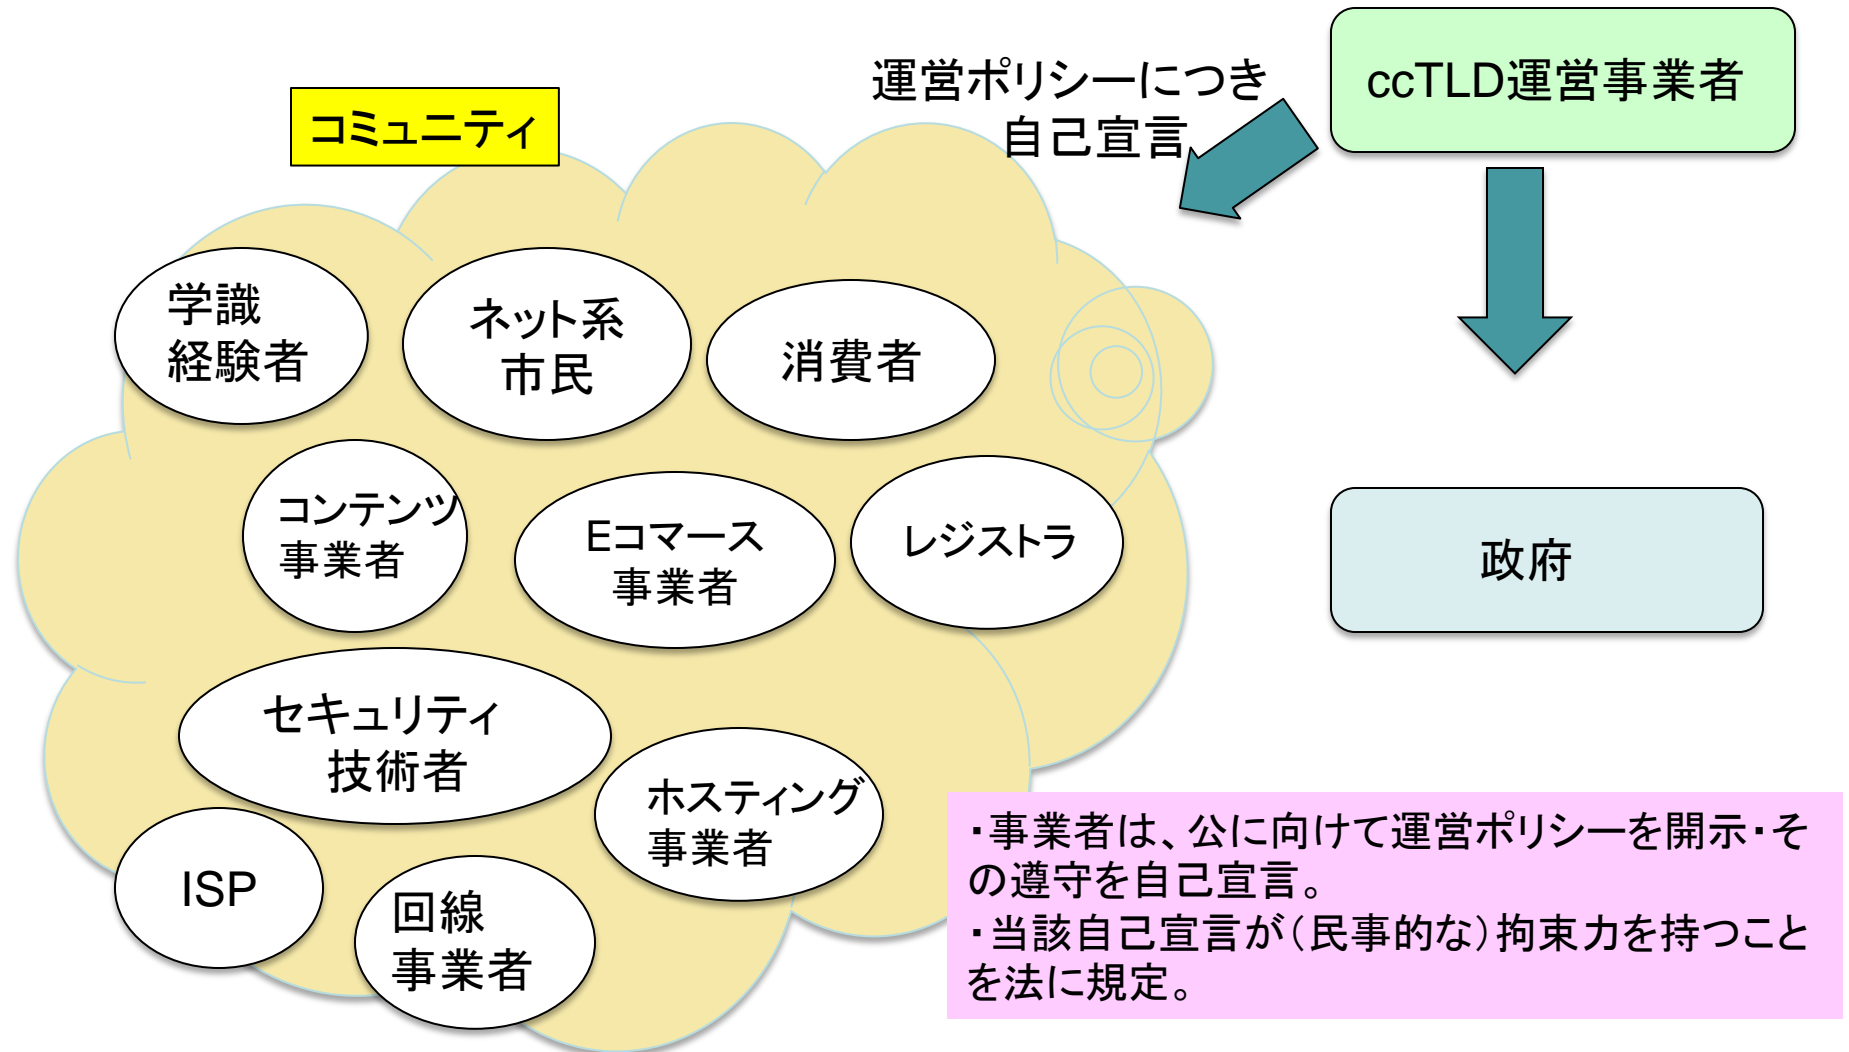 運営ポリシーにつき
自己宣言
ccTLD運営事業者
コミュニティ
学識
経験者
ネット系
市民
消費者
コンテンツ
事業者
Eコマース
事業者
レジストラ
政府
セキュリティ
技術者
ホスティング
事業者
ISP
回線
事業者
・事業者は、公に向けて運営ポリシーを開示・そ
の遵守を自己宣言。
・当該自己宣言が(民事的な)拘束力を持つこと
を法に規定。